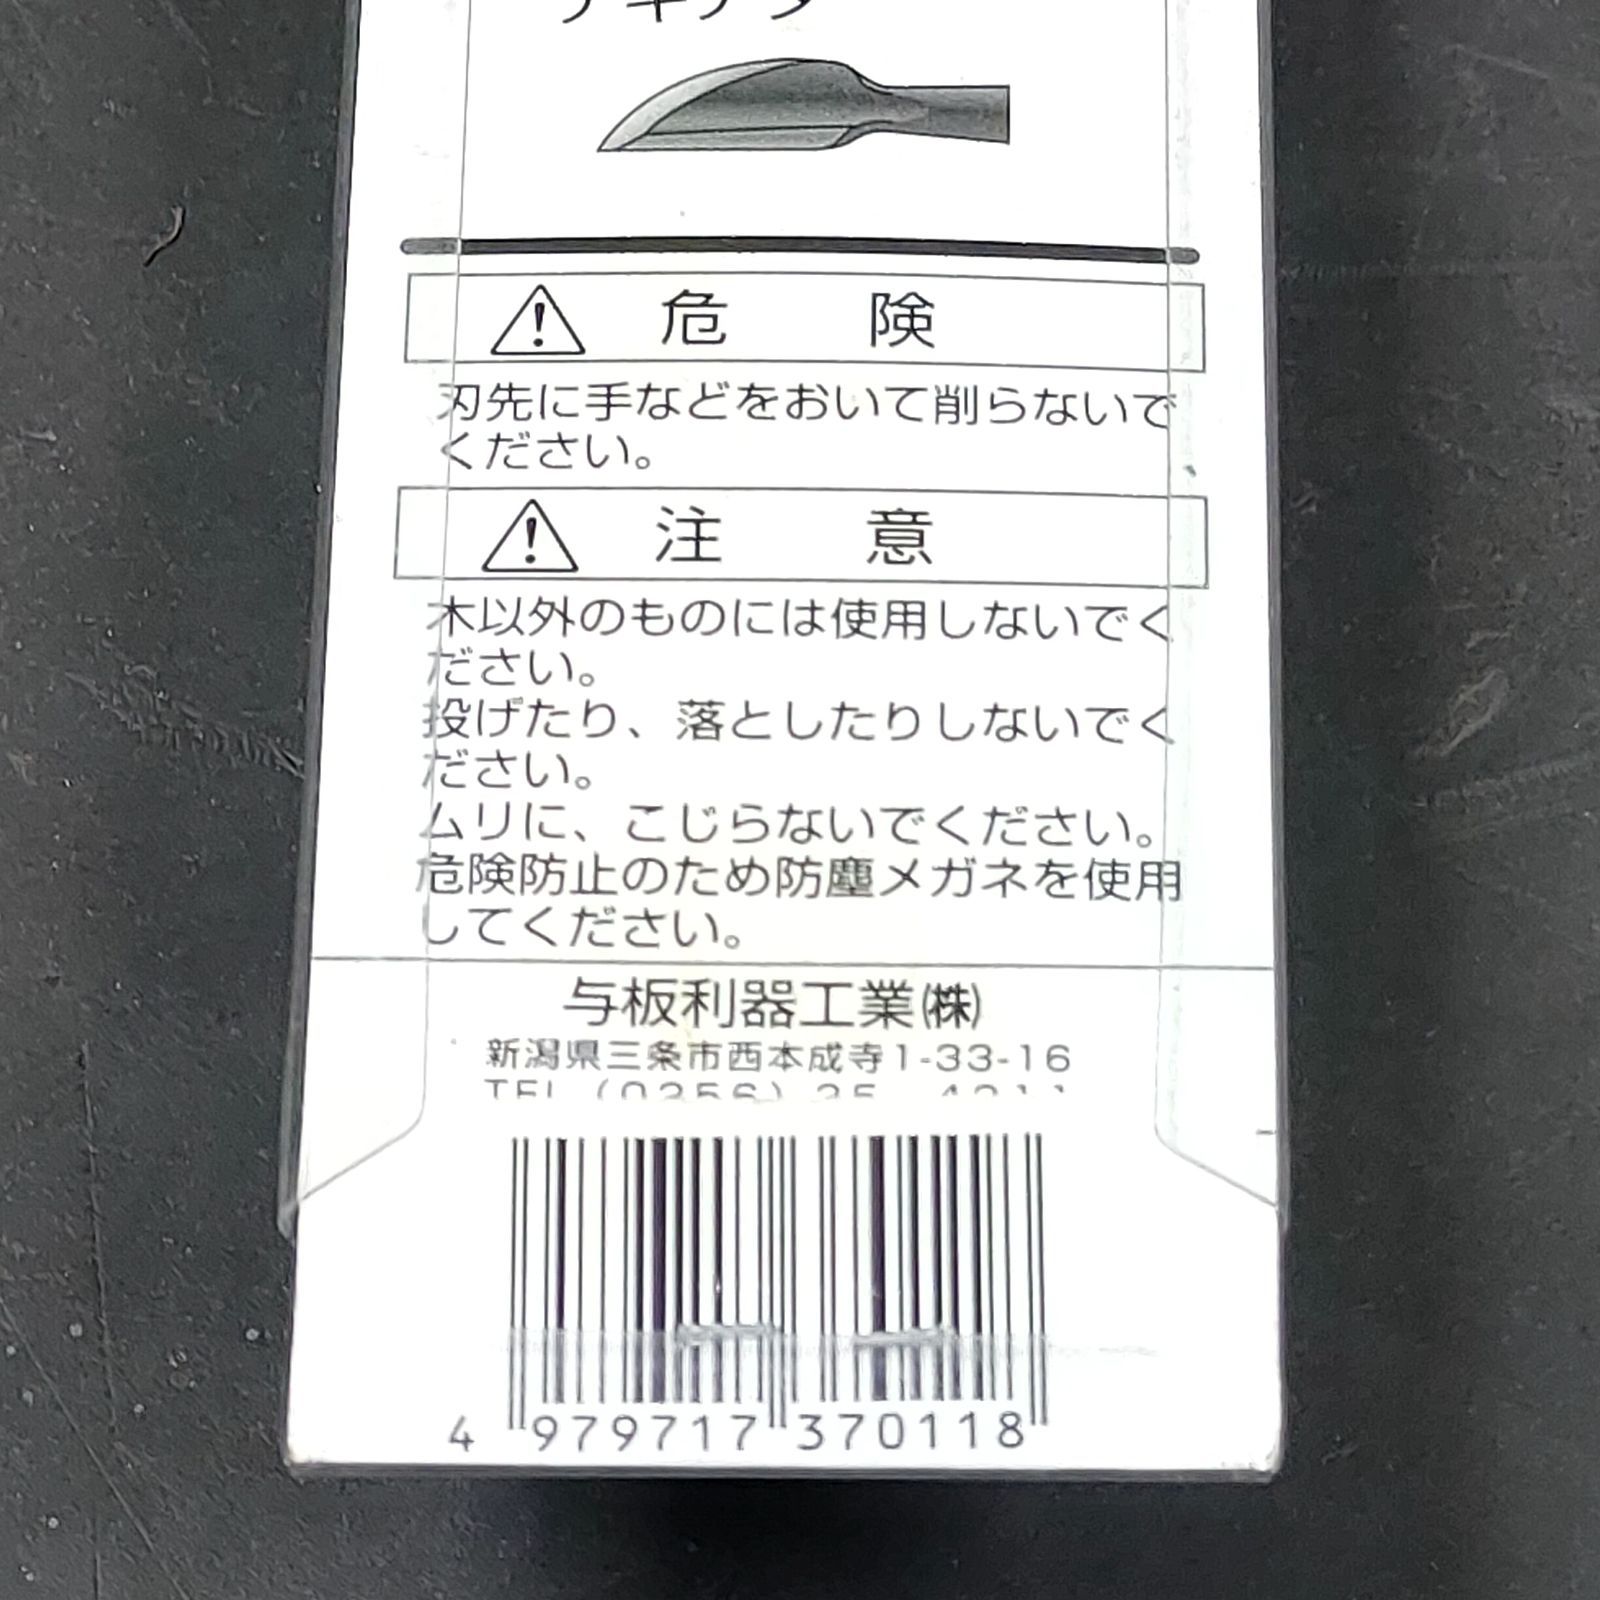 危険
刃先に手などをおいて削らないで
ください。
注意
木以外のものには使用しないでく
ださい。
投げたり、落としたりしないでく
ださい。
ムリに、こじらないでください。
危険防止のため防塵メガネを使用
してください。
与板利器工業㈱
新潟県三条市西本成寺1-33-16
TEL (0256) 35
4 979717 370118